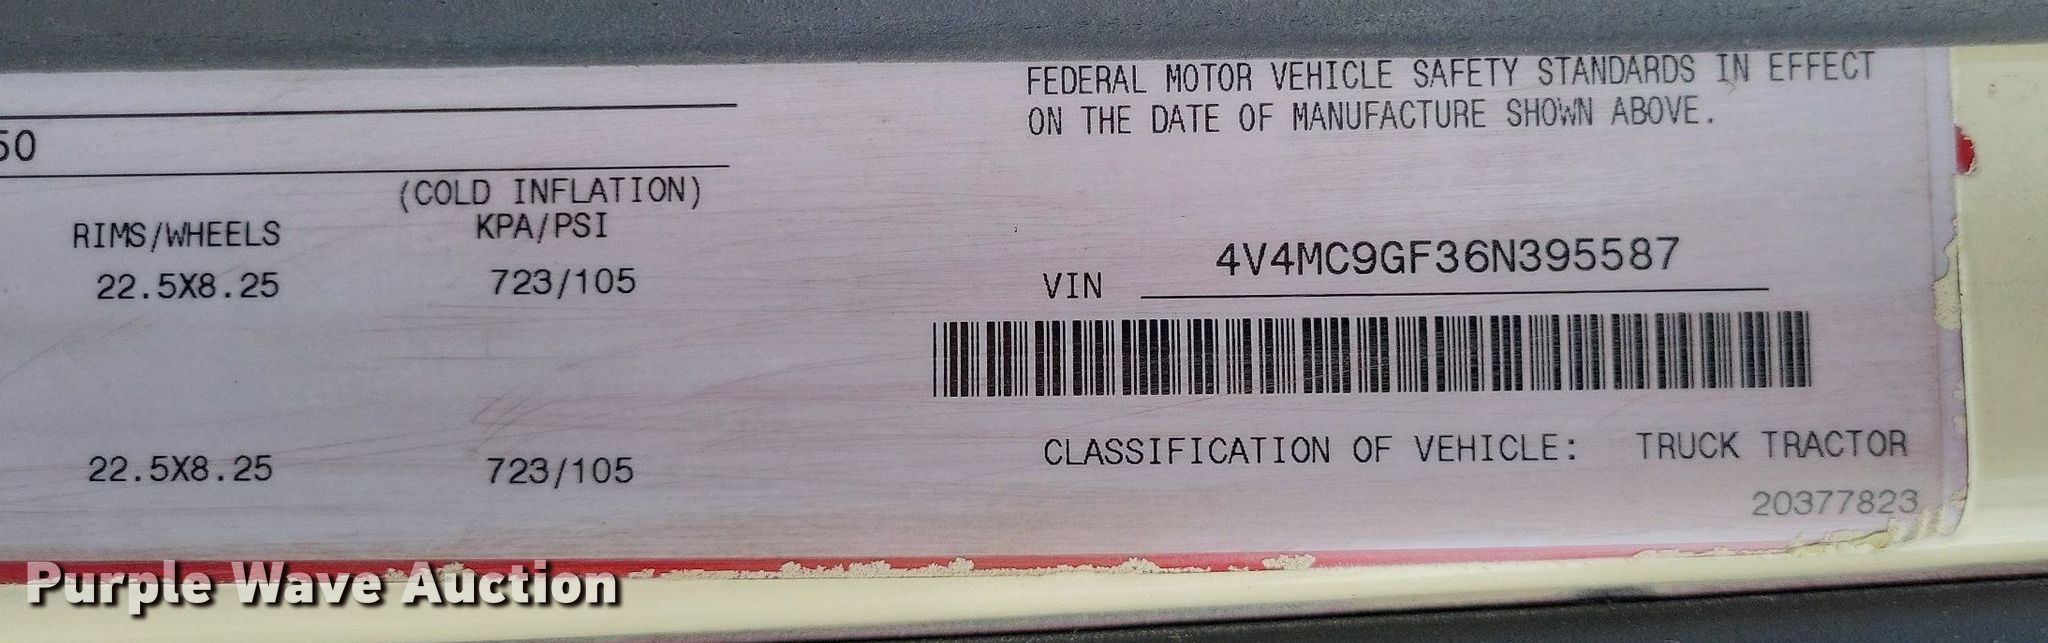 50
(COLD INFLATION)
RIMS/WHEELS KPA/PSI
22.5X8.25 723/105
22.5X8.25 723/105
FEDERAL MOTOR VEHICLE SAFETY STANDARDS IN EFFECT
ON THE DATE OF MANUFACTURE SHOWN ABOVE.
VIN 4V4MC9GF36N395587
CLASSIFICATION OF VEHICLE: TRUCK TRACTOR
20377823
Purple Wave Auction